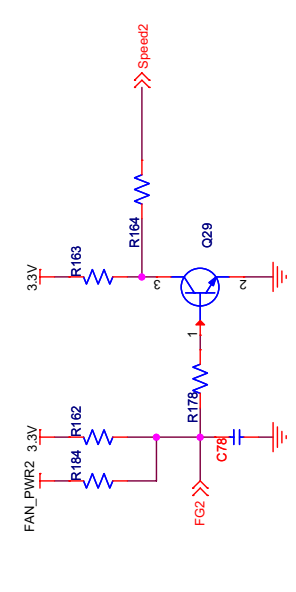 Speed2
R164
R163
3.3V
Q29
3
2
1
R178
R162
3.3V
R184
FAN_PWR2
C78
FG2